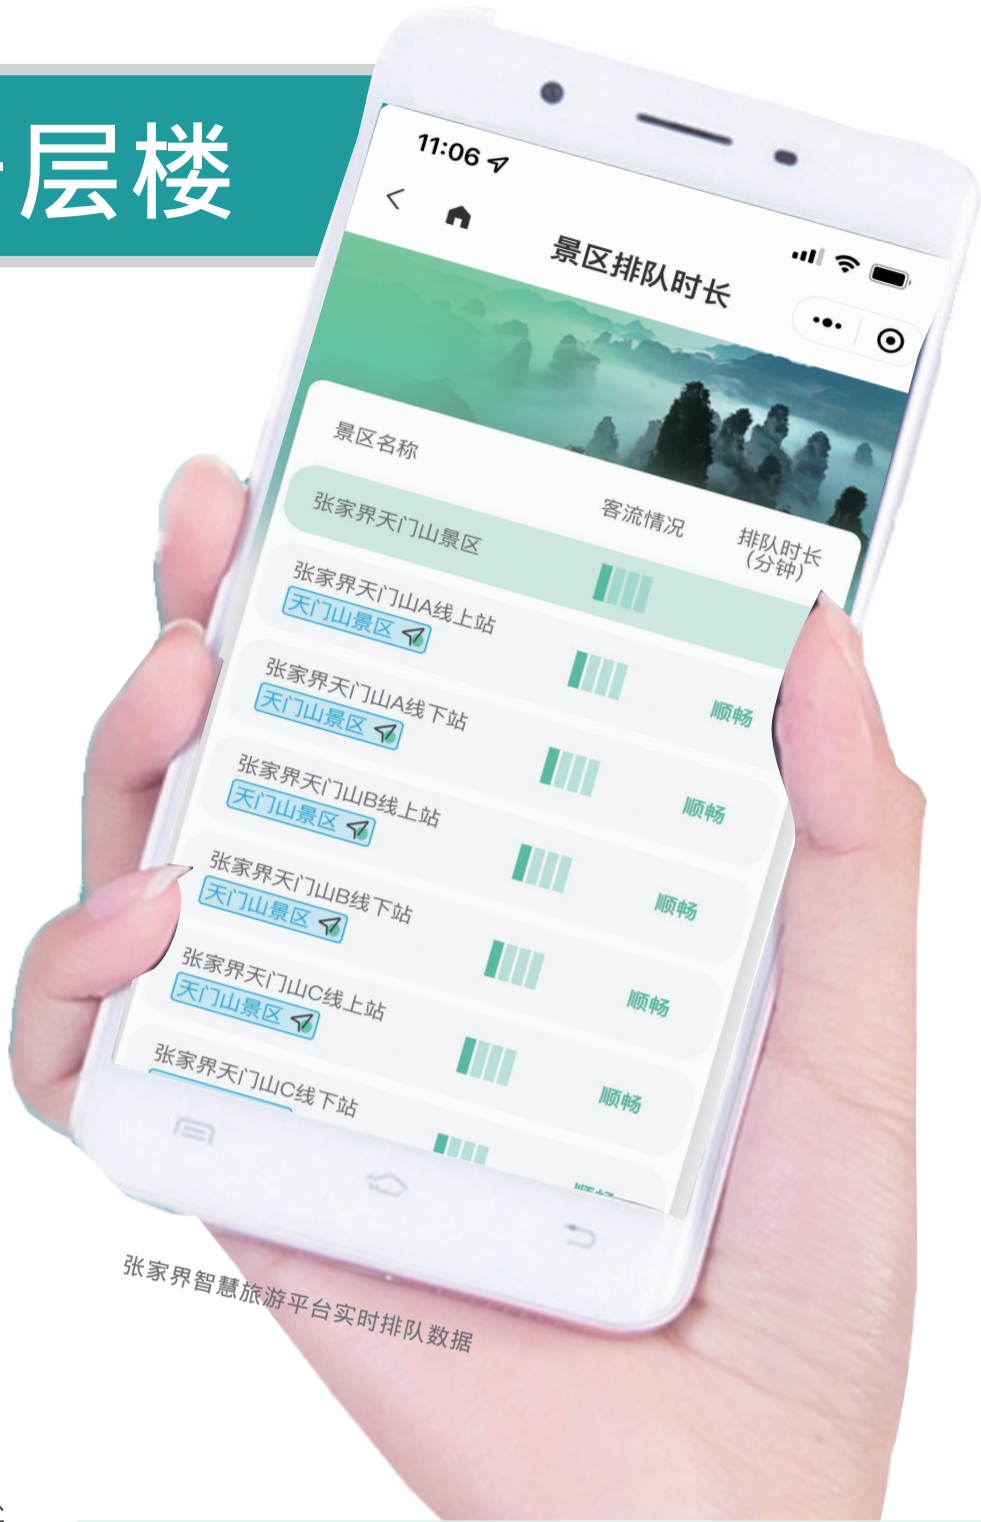 层楼
11:06
景区排队时长
景区名称
客流情况
排队时长
(分钟)
张家界天门山景区
张家界天门山A线上站
天门山景区
顺畅
张家界天门山A线下站
天门山景区
顺畅
张家界天门山B线上站
天门山景区
顺畅
张家界天门山B线下站
天门山景区
顺畅
张家界天门山C线上站
天门山景区
顺畅
张家界天门山C线下站
张家界智慧旅游平台实时排队数据